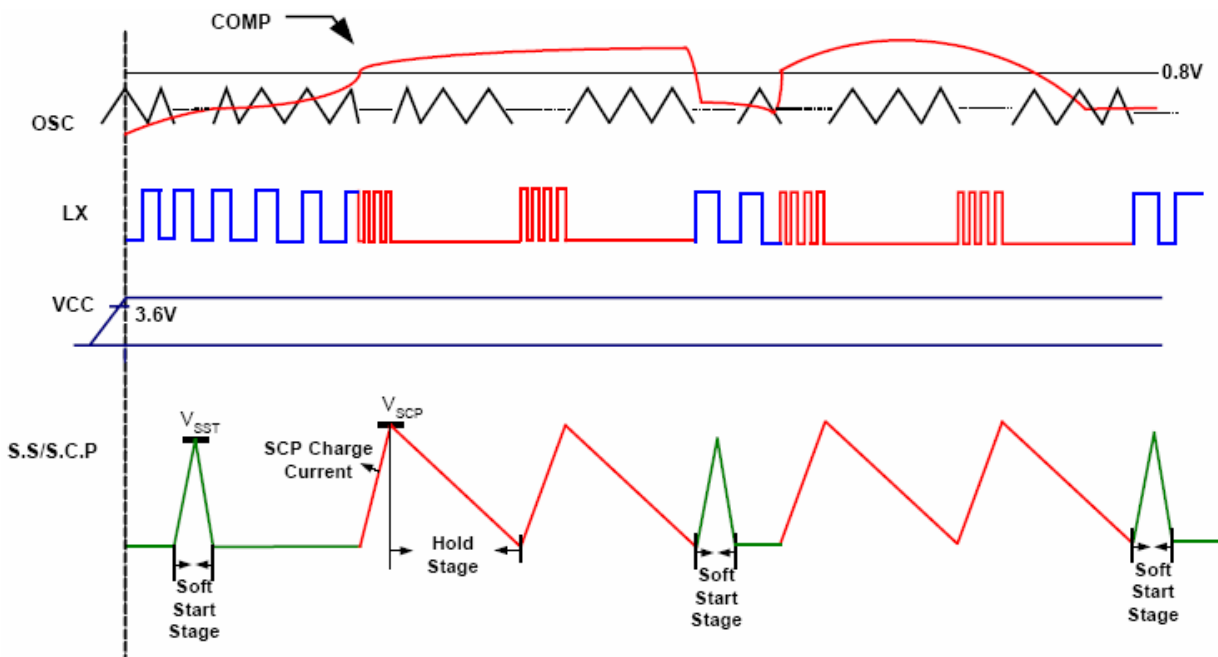 COMP
0.8V
OSC
LX
VCC
3.6V
VSST
VSCP
S.S/S.C.P
SCP Charge
Current
Hold
Stage
Soft
Start
Stage
Soft
Start
Stage
Soft
Start
Stage